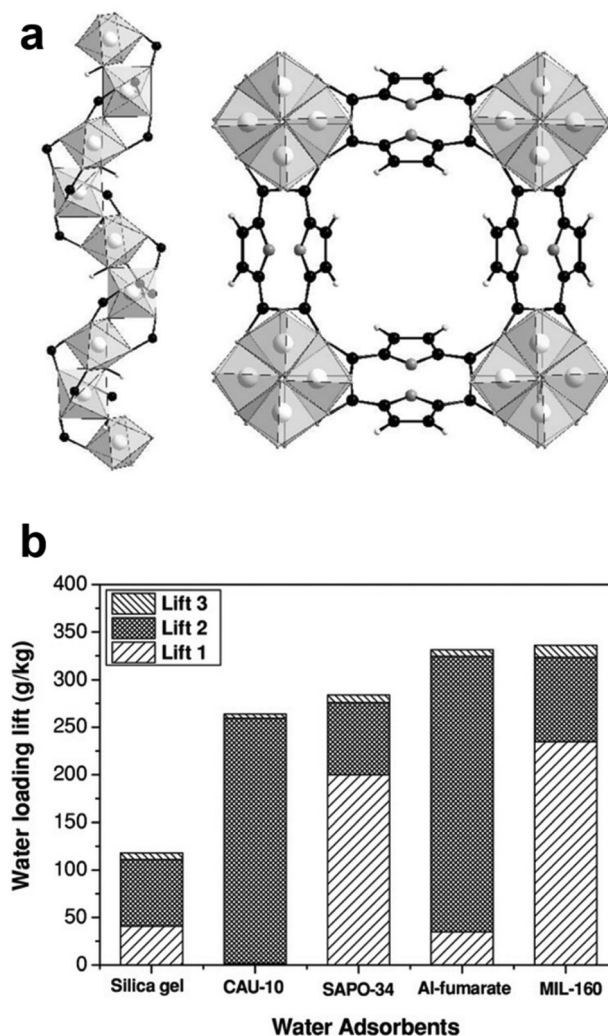 a
b
Water loading lift (g/kg)
400
350
300
250
200
150
100
50
0
Lift 3
Lift 2
Lift 1
Silica gel CAU-10 SAPO-34 Al-fumarate MIL-160
Water Adsorbents